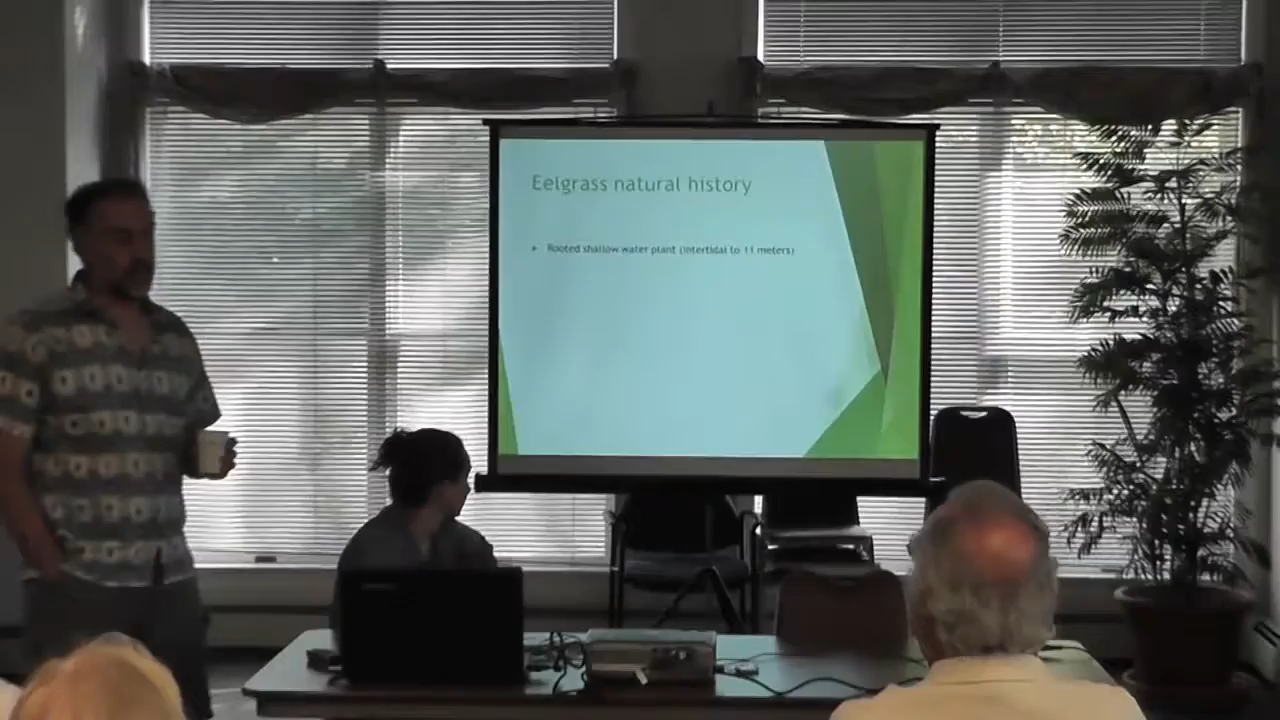 Eelgrass natural history
Rooted shallow water plant (intertidal to 11 meters)